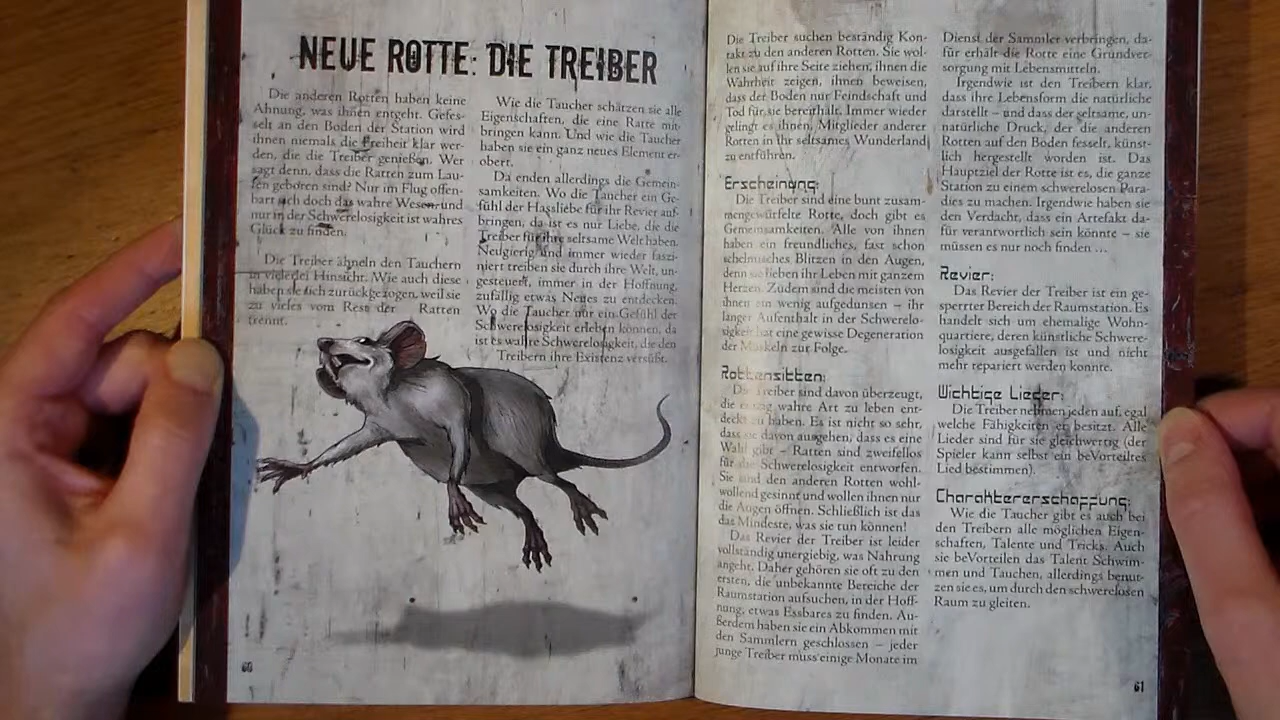 NEUE ROTTE: DIE TREIBER
Die anderen Rotten haben keine
Ahnung, was ihnen entgeht. Gefes-
selt an den Boden der Station wird
ihnen niemals die Freiheit klar wer-
den, die die Treiber genießen. Wer
sagt denn, dass die Ratten zum Lau-
fen geboren sind? Nur im Flug offen-
bart sich doch das wahre Wesen und
nur in der Schwerelosigkeit ist wahres
Glück zu finden.
Die Treiber ähneln den Tauchern
in vielerlei Hinsicht. Wie auch diese
haben sie sich zurückgezogen, weil sie
zu vieles vom Rest der Ratten
trennt.
Wie die Taucher schätzen sie alle
Eigenschaften, die eine Ratte mit-
bringen kann. Und wie die Taucher
haben sie ein ganz neues Element er-
obert.
Da enden allerdings die Gemein-
samkeiten. Wo die Taucher ein Ge-
fühl der Hassliebe für ihr Revier auf-
bringen, da ist es nur Liebe, die die
Treiber für ihre seltsame Welt haben.
Neugierig und immer wieder faszi-
niert treiben sie durch ihre Welt, un-
gesteuert, immer in der Hoffnung,
zufällig etwas Neues zu entdecken.
Wo die Taucher nur ein Gefühl der
Schwerelosigkeit erleben können, da
ist es wahre Schwerelosigkeit, die den
Treibern ihre Existenz versüßt.
60
Die Treiber suchen beständig Kon-
takt zu den anderen Rotten. Sie wol-
len sie auf ihre Seite ziehen, ihnen die
Wahrheit zeigen, ihnen beweisen,
dass der Boden nur Feindschaft und
Tod für sie bereithält. Immer wieder
gelingt es ihnen, Mitglieder anderer
Rotten in ihr seltsames Wunderland
zu entführen.
Erscheinung:
Die Treiber sind eine bunt zusam-
mengewürfelte Rotte, doch gibt es
Gemeinsamkeiten. Alle von ihnen
haben ein freundliches, fast schon
schelmisches Blitzen in den Augen,
denn sie lieben ihr Leben mit ganzem
Herzen. Zudem sind die meisten von
ihnen ein wenig aufgedunsen – ihr
langer Aufenthalt in der Schwerelo-
sigkeit hat eine gewisse Degeneration
der Muskeln zur Folge.
Rottensitten:
Die Treiber sind davon überzeugt,
die einzig wahre Art zu leben ent-
deckt zu haben. Es ist nicht so sehr,
dass sie davon ausgehen, dass es eine
Wahl gibt – Ratten sind zweifellos
für die Schwerelosigkeit entworfen.
Sie sind den anderen Rotten wohl-
wollend gesinnt und wollen ihnen nur
die Augen öffnen. Schließlich ist das
das Mindeste, was sie tun können!
Das Revier der Treiber ist leider
vollständig unergiebig, was Nahrung
angeht. Daher gehören sie oft zu den
ersten, die unbekannte Bereiche der
Raumstation aufsuchen, in der Hoff-
nung, etwas Essbares zu finden. Au-
ßerdem haben sie ein Abkommen mit
den Sammlern geschlossen – jeder
junge Treiber muss einige Monate im
Dienst der Sammler verbringen, da-
für erhält die Rotte eine Grundver-
sorgung mit Lebensmitteln.
Irgendwie ist den Treibern klar,
dass ihre Lebensform die natürliche
darstellt – und dass der seltsame, un-
natürliche Druck, der die anderen
Rotten auf den Boden fesselt, künst-
lich hergestellt worden ist. Das
Hauptziel der Rotte ist es, die ganze
Station zu einem schwerelosen Para-
dies zu machen. Irgendwie haben sie
den Verdacht, dass ein Artefakt da-
für verantwortlich sein könnte – sie
müssen es nur noch finden ...
Revier:
Das Revier der Treiber ist ein ge-
sperrter Bereich der Raumstation. Es
handelt sich um ehemalige Wohn-
quartiere, deren künstliche Schwere-
losigkeit ausgefallen ist und nicht
mehr repariert werden konnte.
Wichtige Lieder:
Die Treiber nehmen jeden auf, egal
welche Fähigkeiten er besitzt. Alle
Lieder sind für sie gleichwertig (der
Spieler kann selbst ein beVorteiltes
Lied bestimmen).
Charaktererschaffung:
Wie die Taucher gibt es auch bei
den Treibern alle möglichen Eigen-
schaften, Talente und Tricks. Auch
sie beVorteilen das Talent Schwim-
men und Tauchen, allerdings benut-
zen sie es, um durch den schwerelosen
Raum zu gleiten.
61